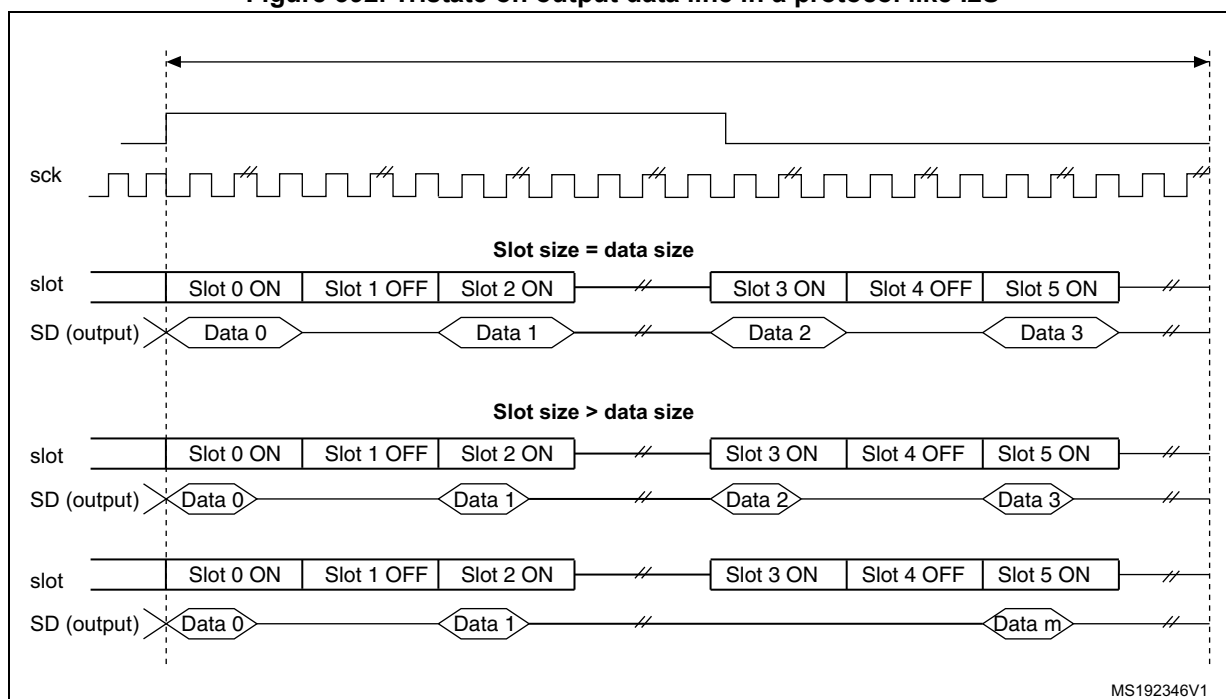 sck
Slot size = data size
slot Slot 0 ON Slot 1 OFF Slot 2 ON Slot 3 ON Slot 4 OFF Slot 5 ON
SD (output) Data 0 Data 1 Data 2 Data 3
Slot size > data size
slot Slot 0 ON Slot 1 OFF Slot 2 ON Slot 3 ON Slot 4 OFF Slot 5 ON
SD (output) Data 0 Data 1 Data 2 Data 3
slot Slot 0 ON Slot 1 OFF Slot 2 ON Slot 3 ON Slot 4 OFF Slot 5 ON
SD (output) Data 0 Data 1 Data m
MS192346V1